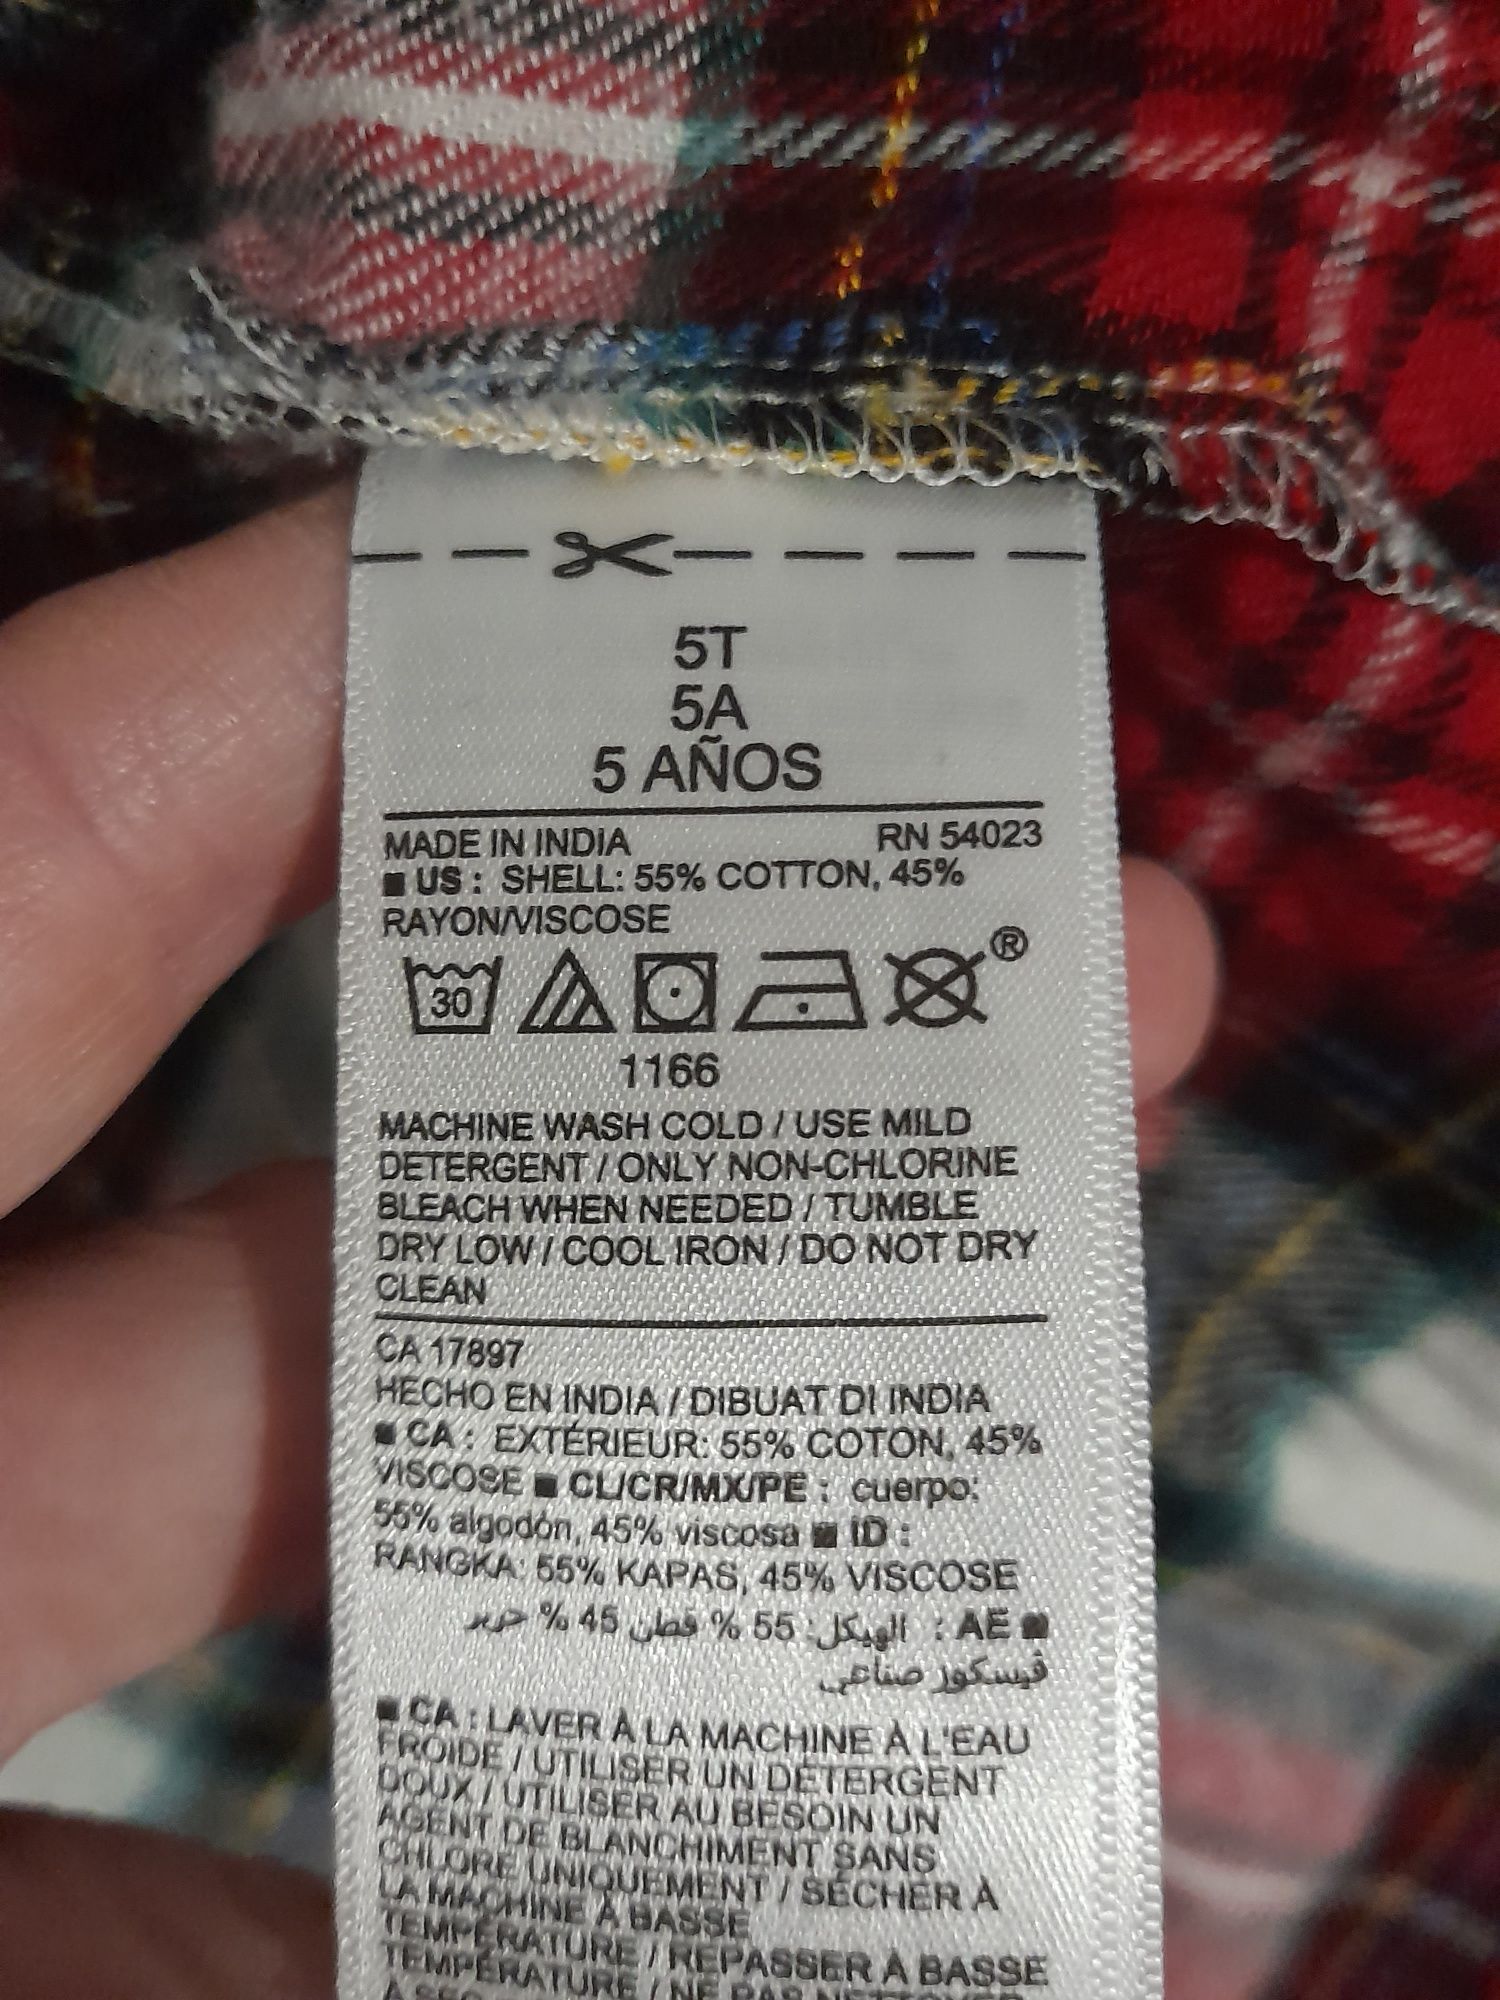 5T
5A
5 AÑOS
MADE IN INDIA RN 54023
■ US : SHELL: 55% COTTON, 45%
RAYON/VISCOSE
30 ®
1166
MACHINE WASH COLD / USE MILD
DETERGENT / ONLY NON-CHLORINE
BLEACH WHEN NEEDED / TUMBLE
DRY LOW / COOL IRON / DO NOT DRY
CLEAN
CA 17897
HECHO EN INDIA / DIBUAT DI INDIA
■ CA : EXTÉRIEUR: 55% COTON, 45%
VISCOSE ■ CL/CR/MX/PE : cuerpo:
55% algodón, 45% viscosa ■ ID :
RANGKA: 55% KAPAS, 45% VISCOSE
■ AE : الهيكل: 55 % قطن 45 % حرير
فيسكوز صناعي
■ CA : LAVER À LA MACHINE À L'EAU
FROIDE / UTILISER UN DÉTERGENT
DOUX / UTILISER AU BESOIN UN
AGENT DE BLANCHIMENT SANS
CHLORE UNIQUEMENT / SÉCHER À
LA MACHINE À BASSE
TEMPÉRATURE / REPASSER À BASSE
TEMPÉRATURE / NE PAS NETTOYER